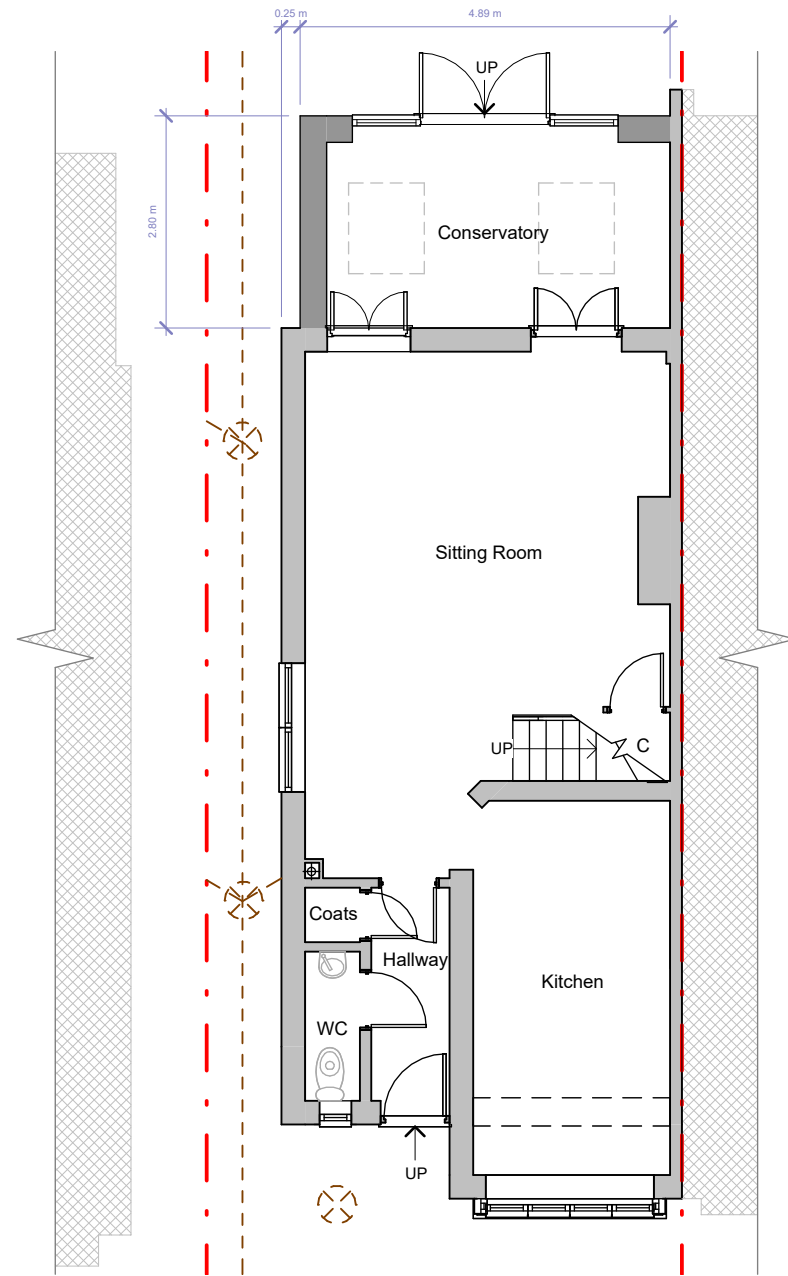 0.25 m
4.89 m
UP
2.80 m
Conservatory
Sitting Room
UP
C
Coats
Hallway
Kitchen
WC
UP